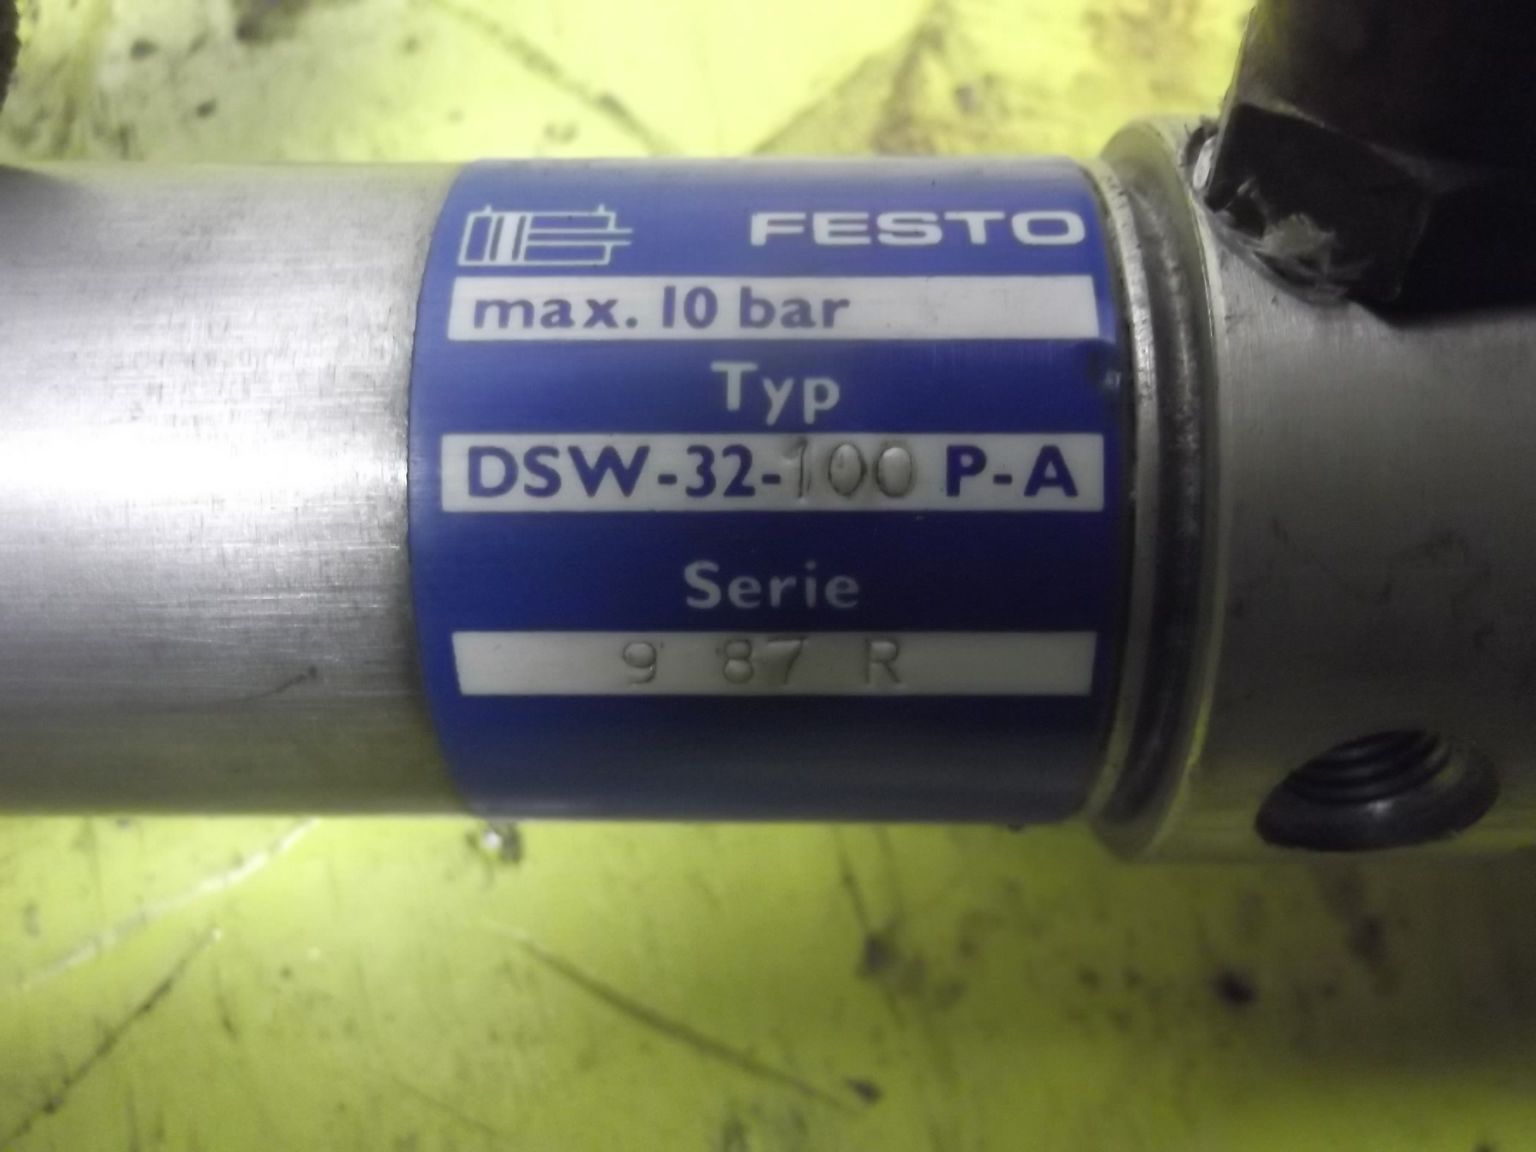 FESTO
max. 10 bar
Typ
DSW-32-100 P-A
Serie
9 87 R